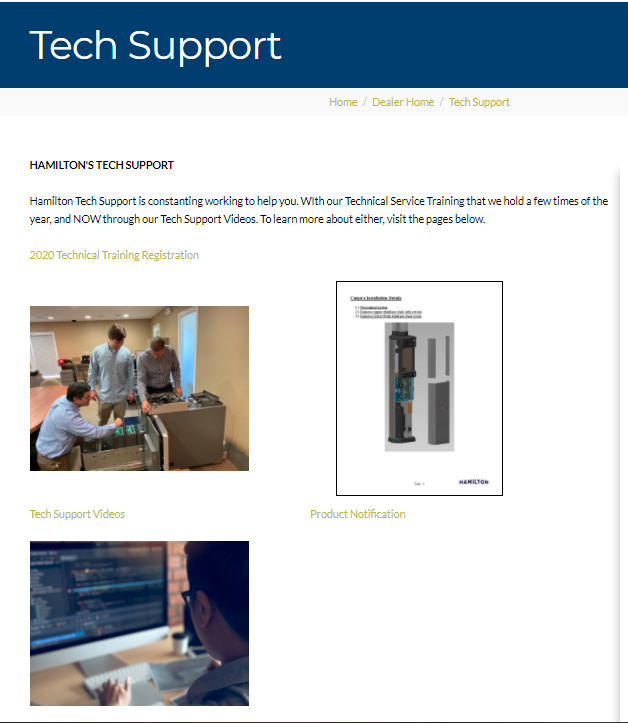 Tech Support
Home / Dealer Home / Tech Support
HAMILTON'S TECH SUPPORT
Hamilton Tech Support is constanting working to help you. WIth our Technical Service Training that we hold a few times of the
year, and NOW through our Tech Support Videos. To learn more about either, visit the pages below.
2020 Technical Training Registration
Camera Installation Details
HAMILTON
Tech Support Videos
Product Notification